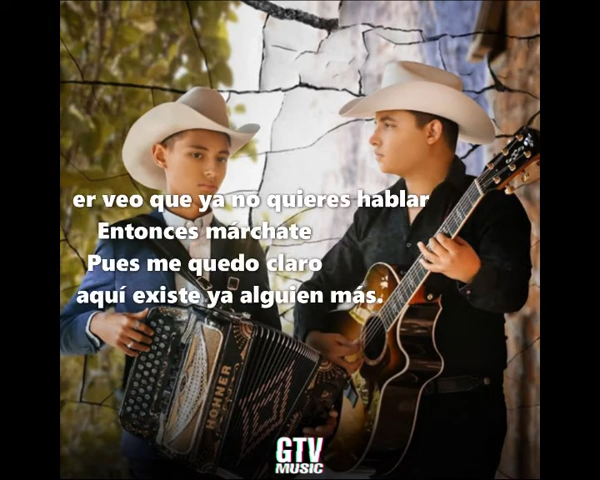 er veo que ya no quieres hablar
Entonces márchate
Pues me quedo claro
aquí existe ya alguien más.
HOHNER
GTV
MUSIC